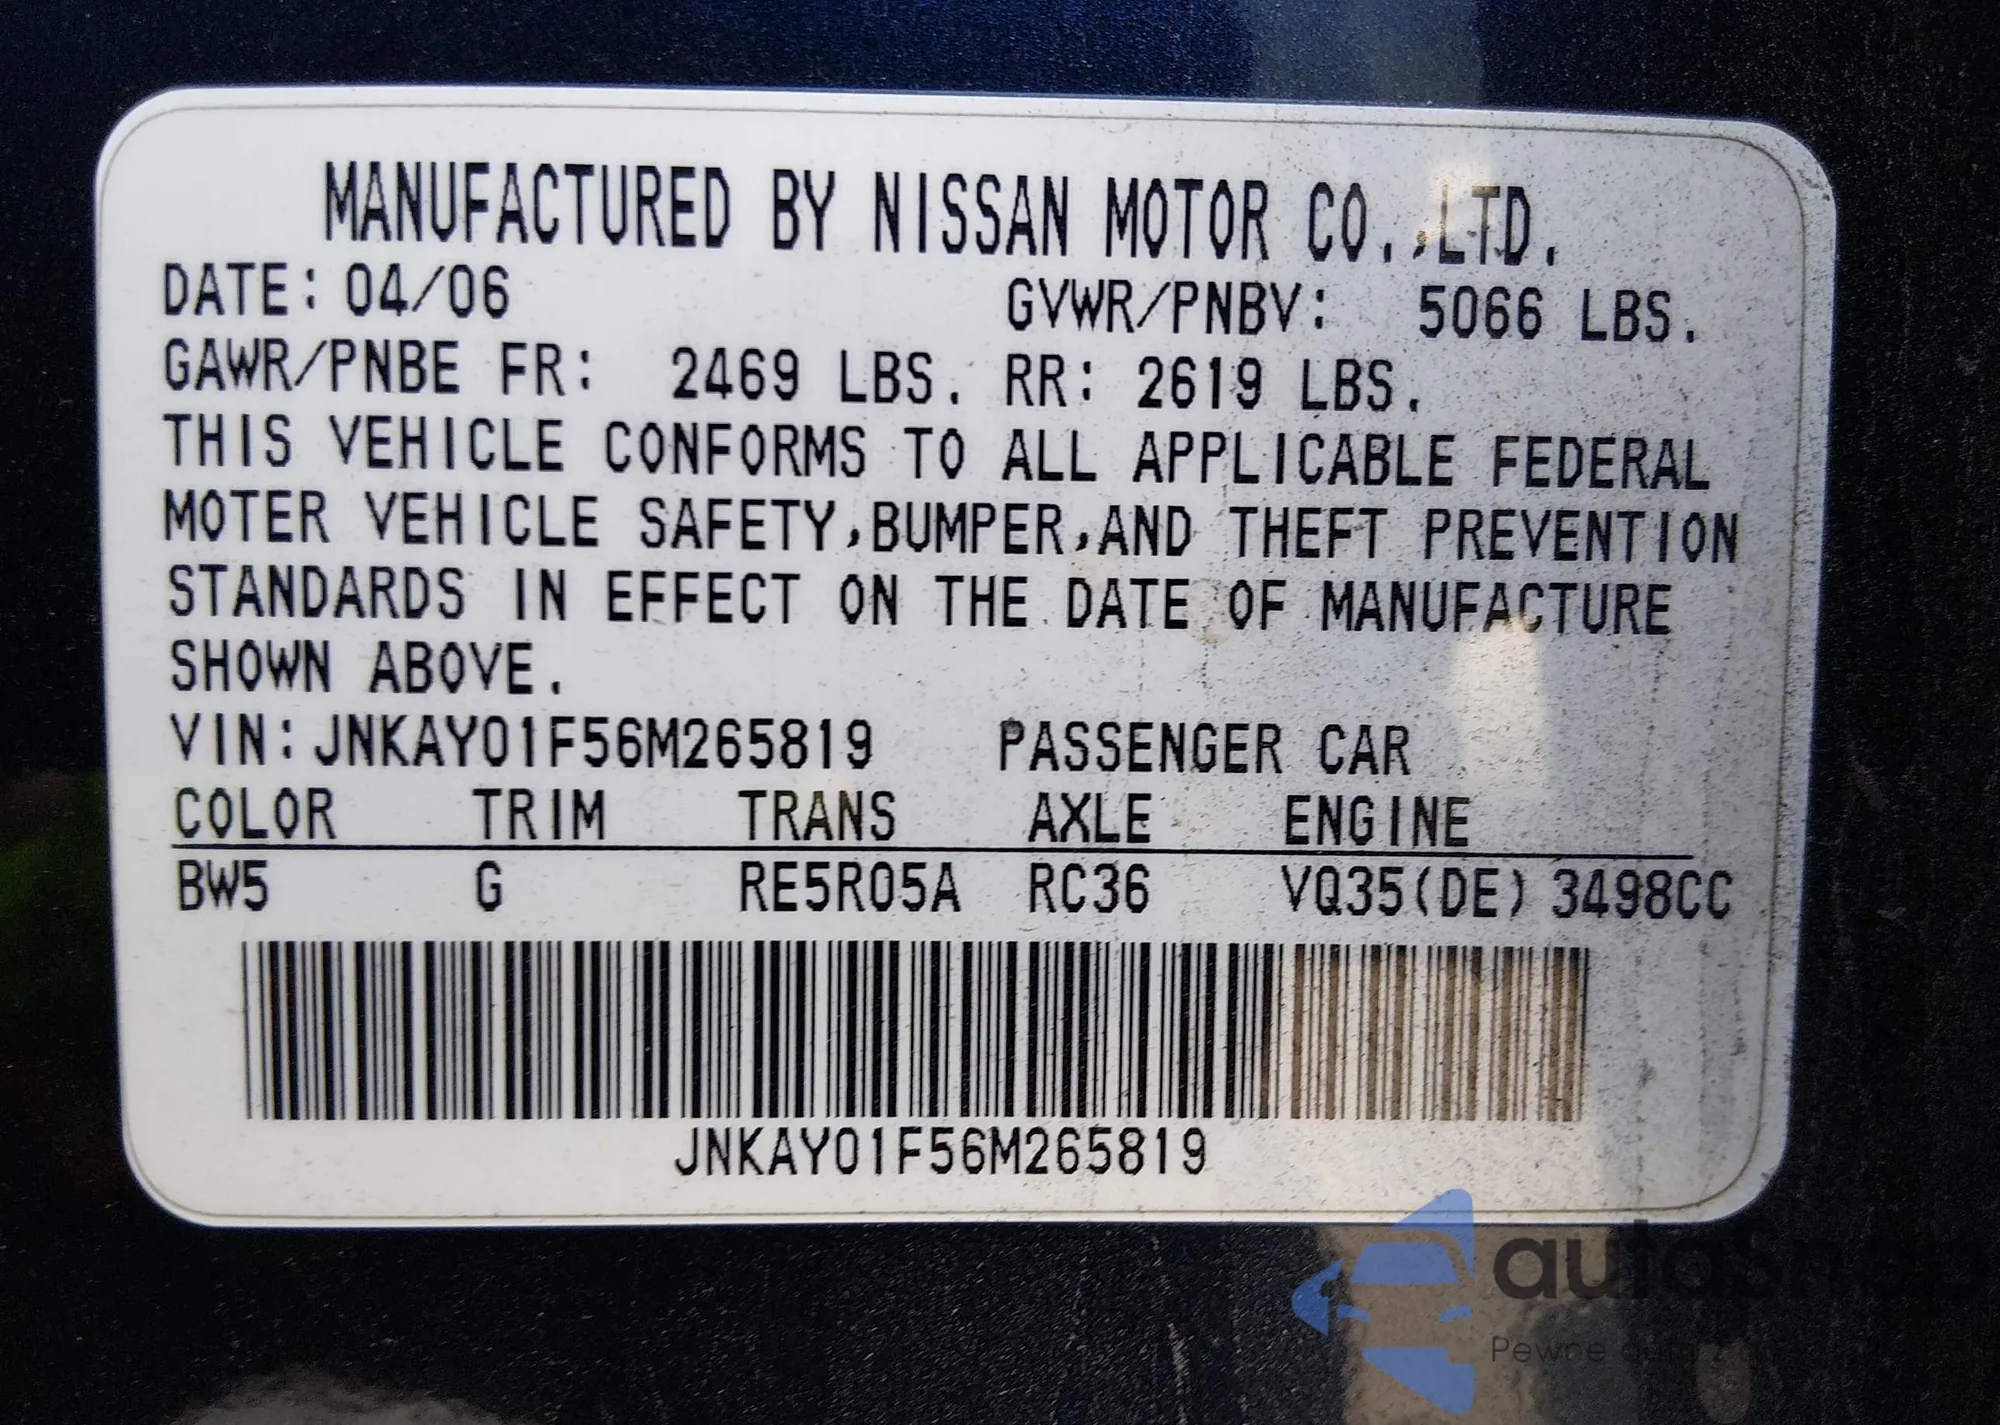 MANUFACTURED BY NISSAN MOTOR CO.,LTD.
DATE: 04/06 GVWR/PNBV: 5066 LBS.
GAWR/PNBE FR: 2469 LBS. RR: 2619 LBS.
THIS VEHICLE CONFORMS TO ALL APPLICABLE FEDERAL
MOTER VEHICLE SAFETY,BUMPER,AND THEFT PREVENTION
STANDARDS IN EFFECT ON THE DATE OF MANUFACTURE
SHOWN ABOVE.
VIN:JNKAY01F56M265819 PASSENGER CAR
COLOR TRIM TRANS AXLE ENGINE
BW5 G RE5R05A RC36 VQ35(DE) 3498CC
JNKAY01F56M265819
autoshop
Pewne auta z